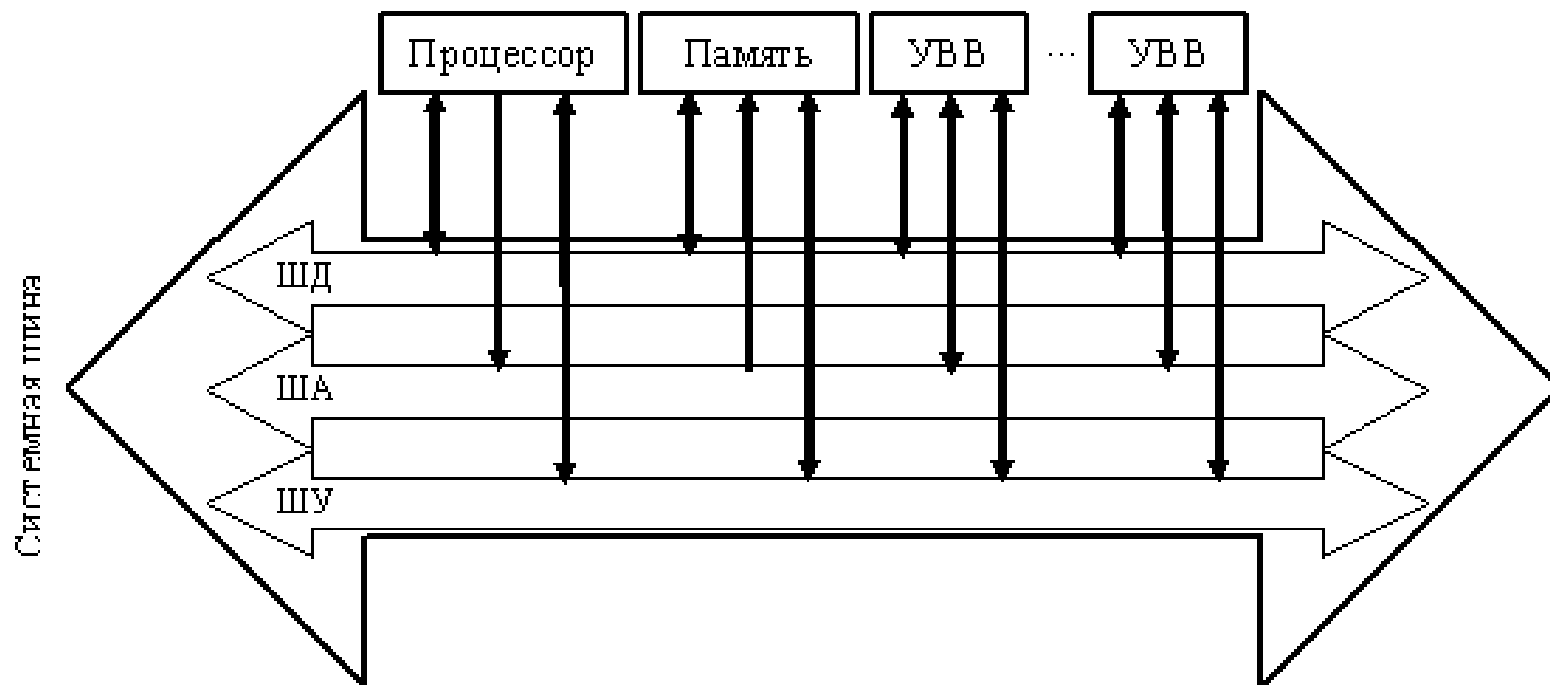 Процессор
Память
УВВ
...
УВВ
ШД
ША
ШУ
Системная шина